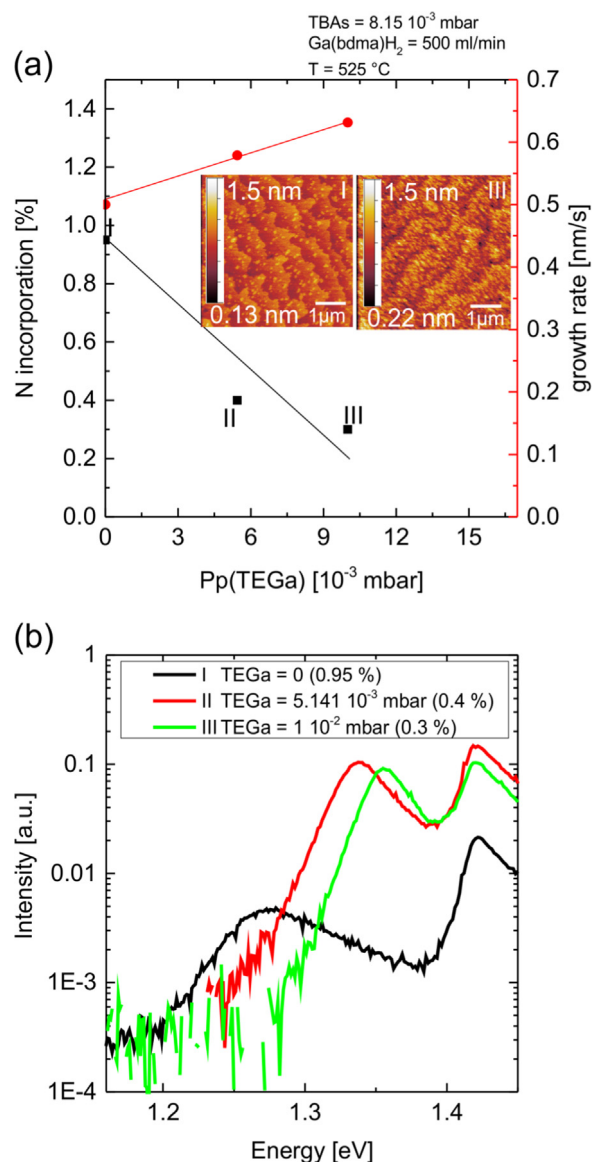 TBAs = 8.15 10⁻³ mbar
Ga(bdma)H₂ = 500 ml/min
T = 525 °C
(a)
1.4
1.2
1.0
0.8
0.6
0.4
0.2
0.0
N incorporation [%]
0.7
0.6
0.5
0.4
0.3
0.2
0.1
0.0
growth rate [nm/s]
I
II
III
1.5 nm I
0.13 nm 1µm
1.5 nm III
0.22 nm 1µm
0 3 6 9 12 15
Pp(TEGa) [10⁻³ mbar]
(b)
I TEGa = 0 (0.95 %)
II TEGa = 5.141 10⁻³ mbar (0.4 %)
III TEGa = 1 10⁻² mbar (0.3 %)
1
0.1
0.01
1E-3
1E-4
Intensity [a.u.]
1.2 1.3 1.4
Energy [eV]